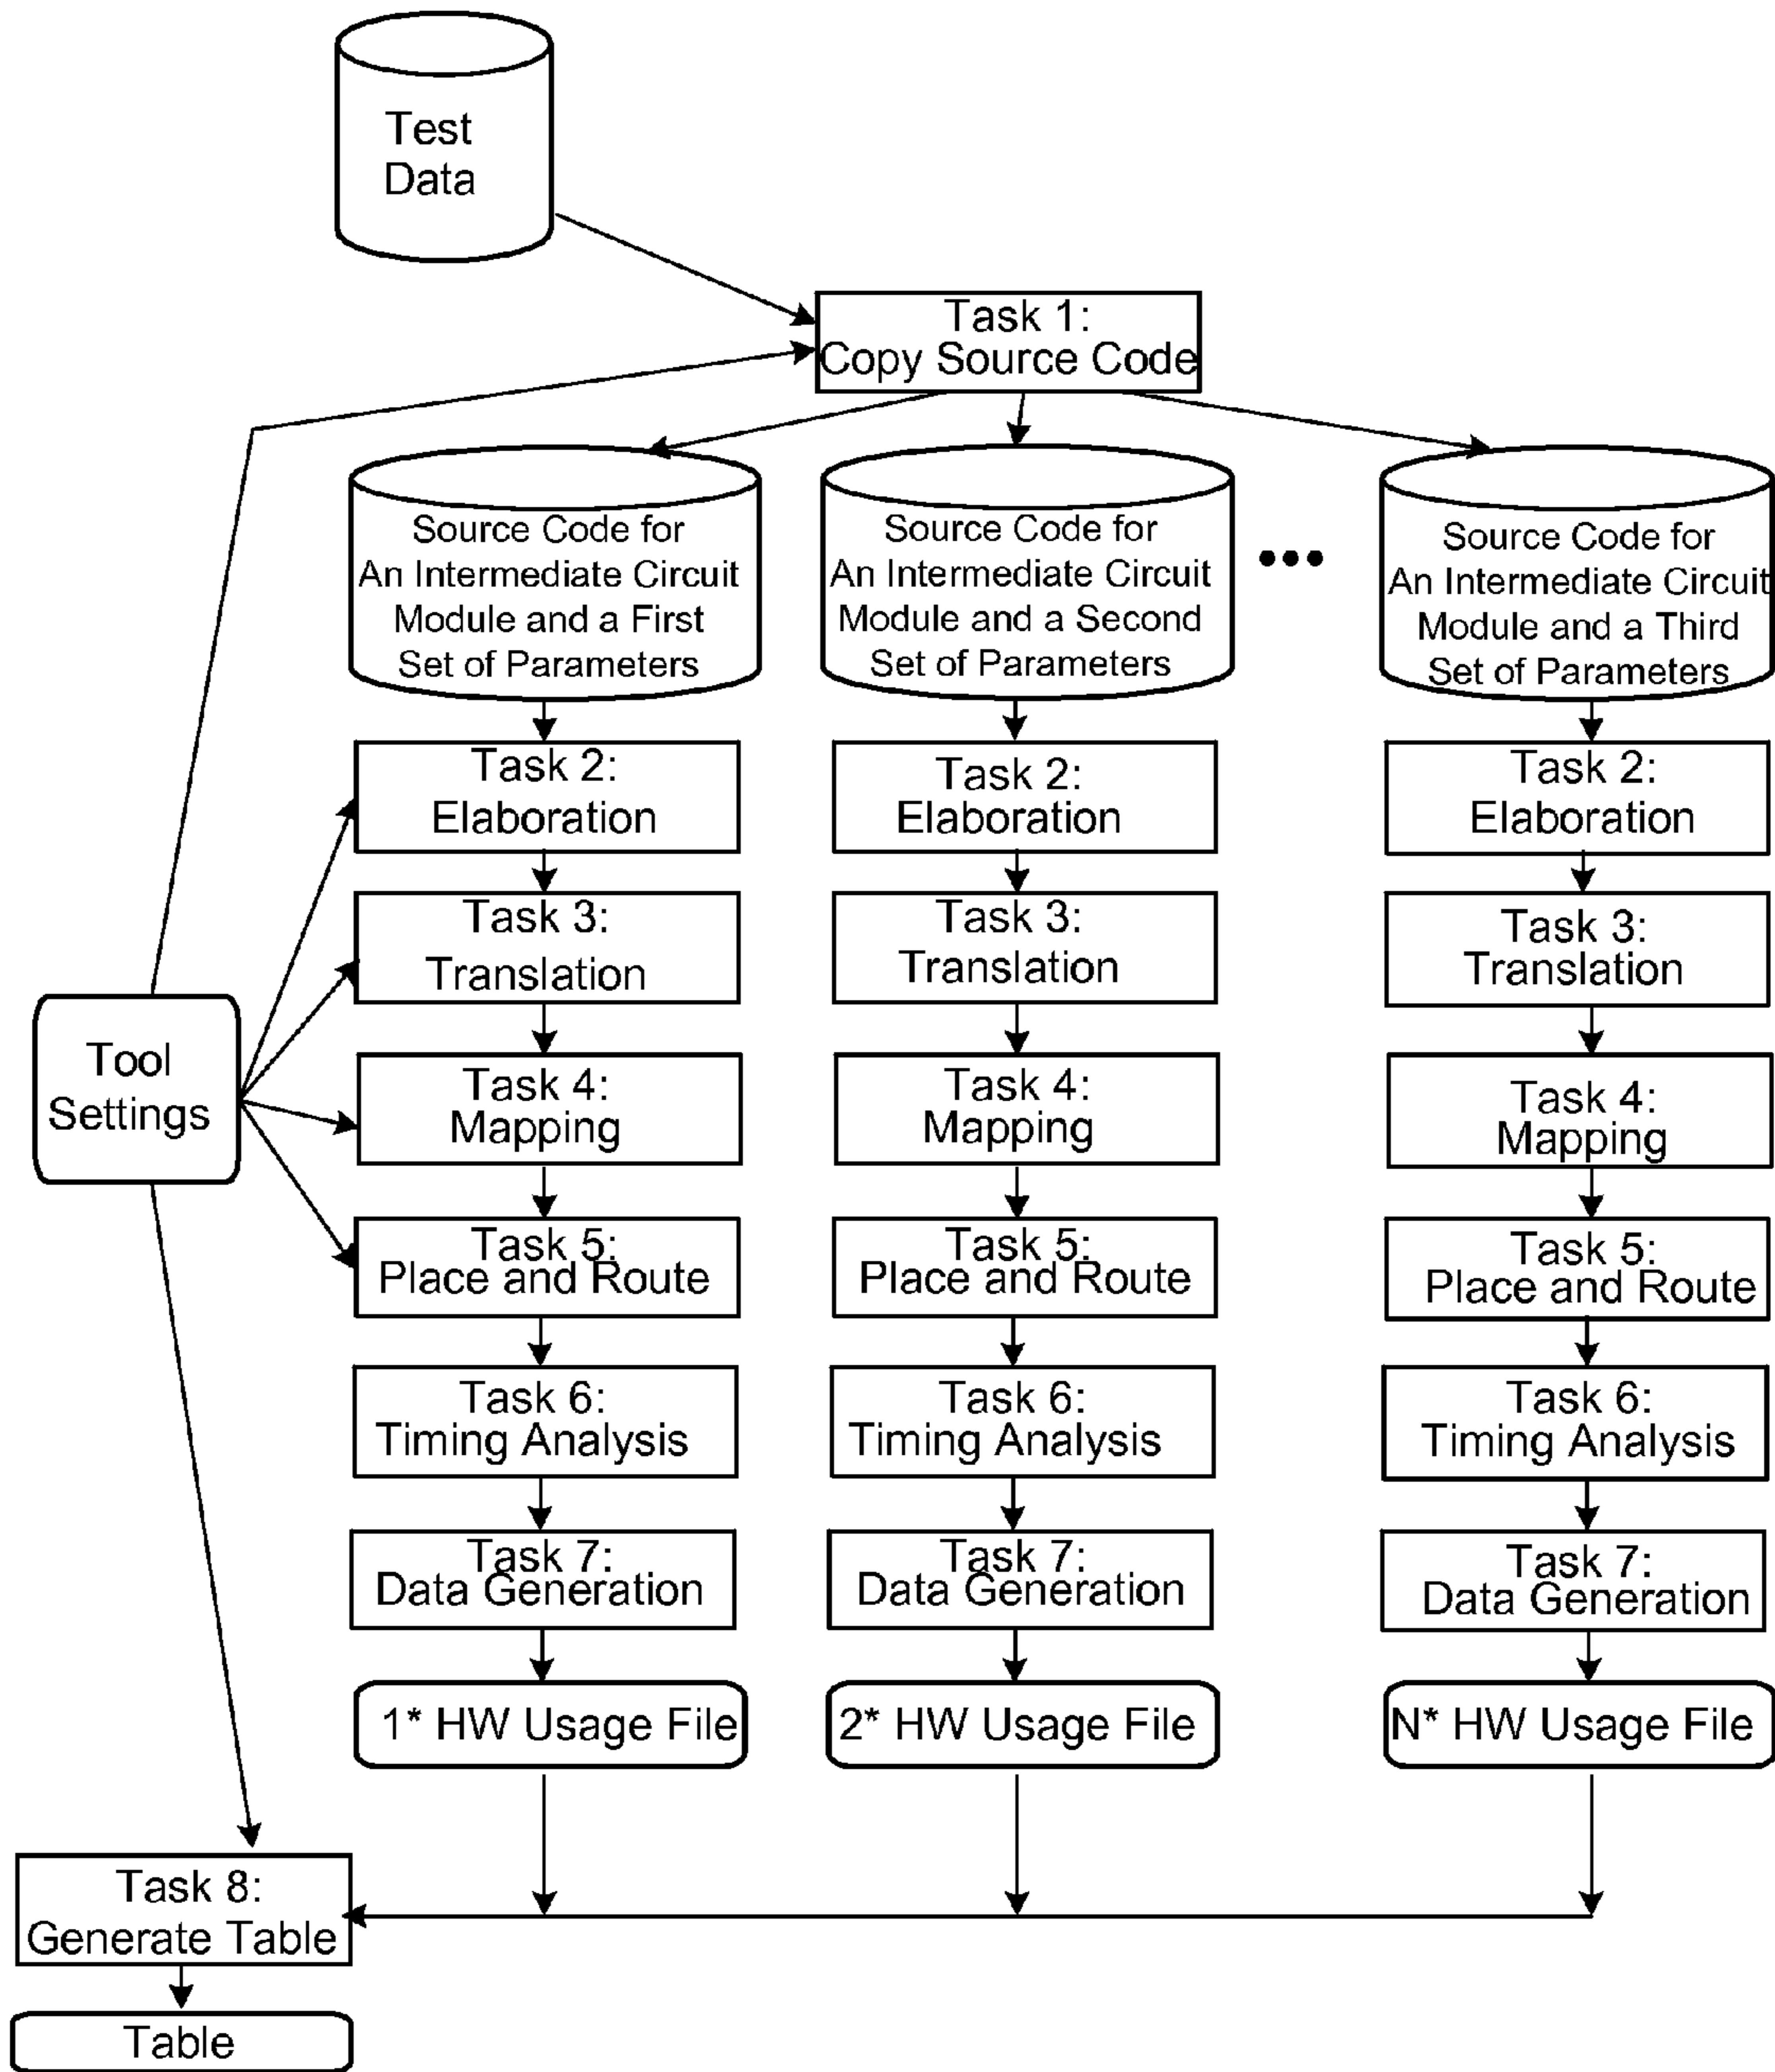 Test
Data
Task 1:
Copy Source Code
Source Code for
An Intermediate Circuit
Module and a First
Set of Parameters
Source Code for
An Intermediate Circuit
Module and a Second
Set of Parameters
•••
Source Code for
An Intermediate Circuit
Module and a Third
Set of Parameters
Task 2:
Elaboration
Task 2:
Elaboration
Task 2:
Elaboration
Task 3:
Translation
Task 3:
Translation
Task 3:
Translation
Tool
Settings
Task 4:
Mapping
Task 4:
Mapping
Task 4:
Mapping
Task 5:
Place and Route
Task 5:
Place and Route
Task 5:
Place and Route
Task 6:
Timing Analysis
Task 6:
Timing Analysis
Task 6:
Timing Analysis
Task 7:
Data Generation
Task 7:
Data Generation
Task 7:
Data Generation
1* HW Usage File
2* HW Usage File
N* HW Usage File
Task 8:
Generate Table
Table